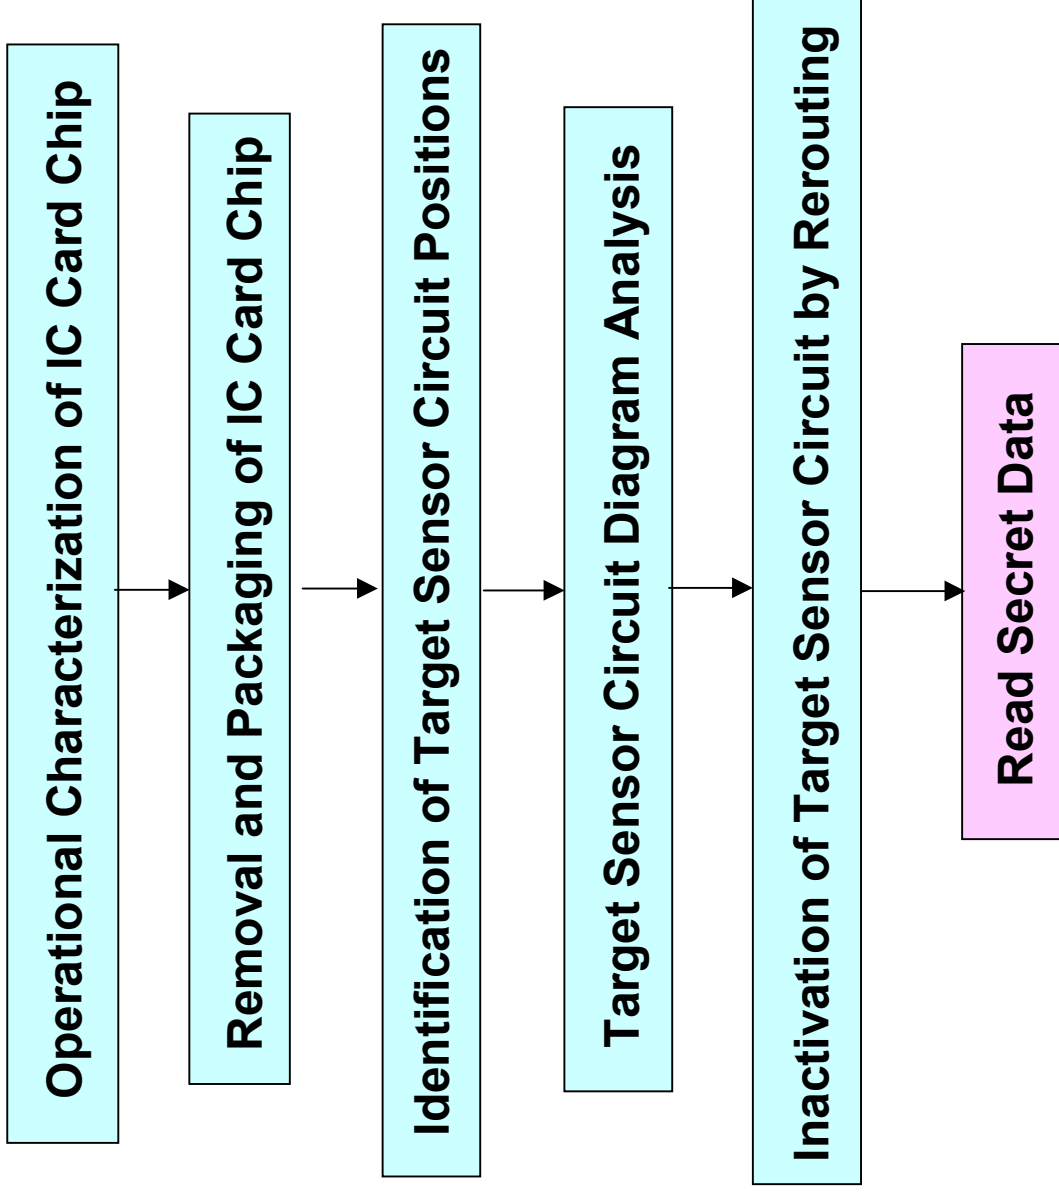 Operational Characterization of IC Card Chip
Removal and Packaging of IC Card Chip
Identification of Target Sensor Circuit Positions
Target Sensor Circuit Diagram Analysis
Inactivation of Target Sensor Circuit by Rerouting
Read Secret Data